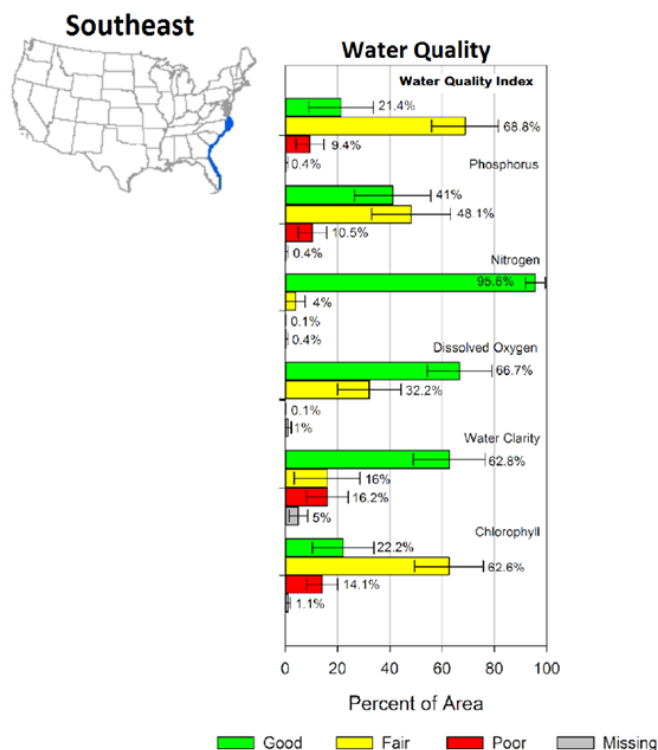 Southeast
Water Quality
Water Quality Index
21.4%
68.8%
9.4%
0.4%
Phosphorus
41%
48.1%
10.5%
0.4%
Nitrogen
95.6%
4%
0.1%
0.4%
Dissolved Oxygen
66.7%
32.2%
0.1%
1%
Water Clarity
62.8%
16%
16.2%
5%
Chlorophyll
22.2%
62.6%
14.1%
1.1%
0 20 40 60 80 100
Percent of Area
Good Fair Poor Missing